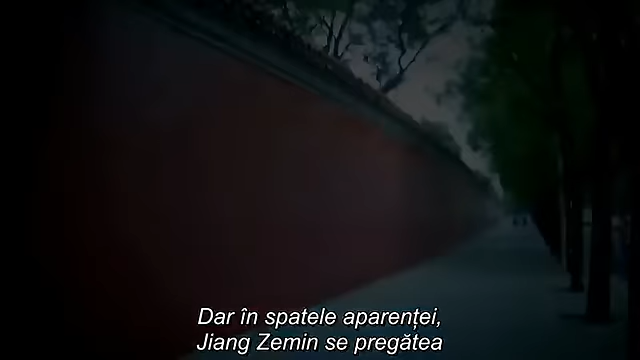 Dar în spatele aparenței,
Jiang Zemin se pregătea